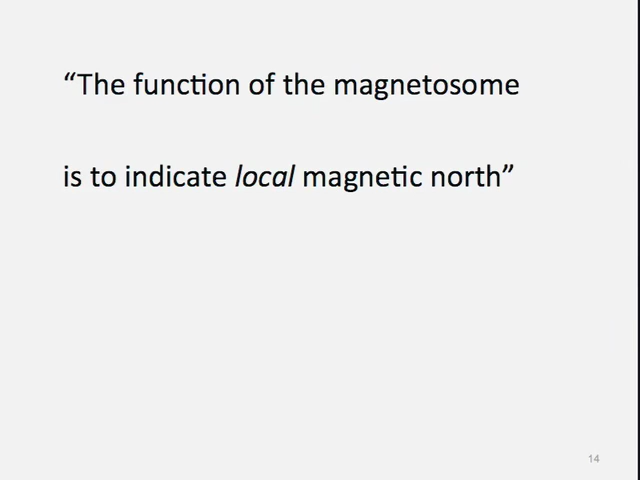 “The function of the magnetosome
is to indicate local magnetic north”
14